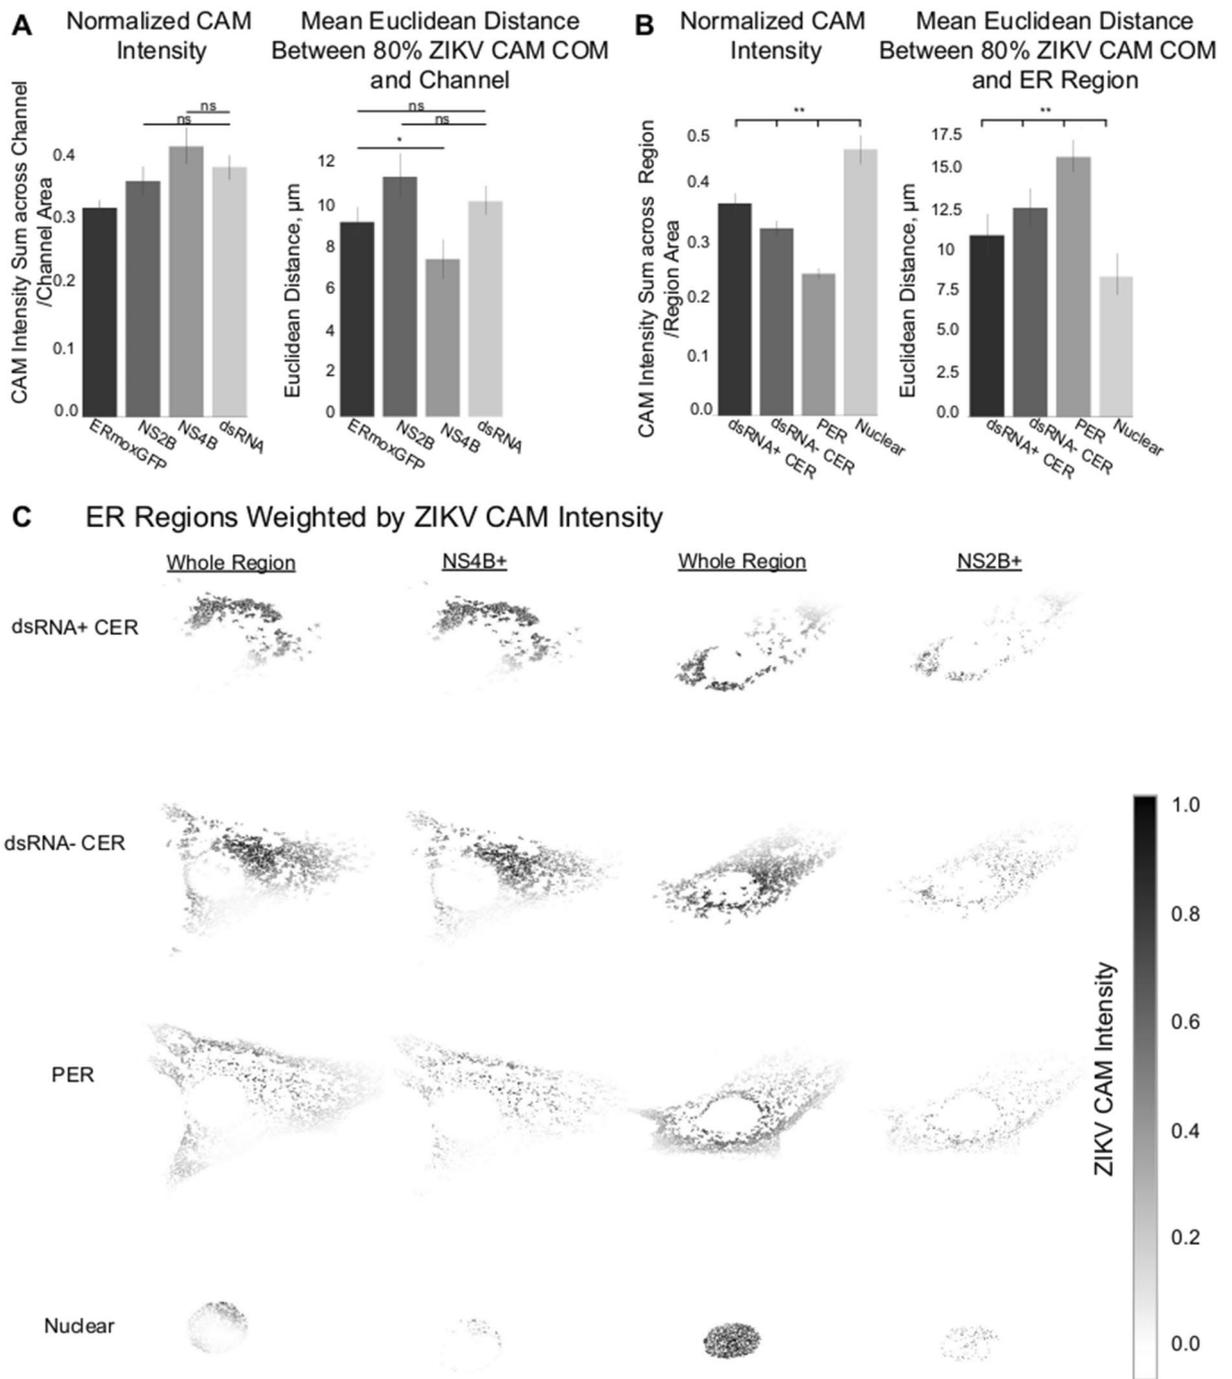 A
Normalized CAM
Intensity
Mean Euclidean Distance
Between 80% ZIKV CAM COM
and Channel
CAM Intensity Sum across Channel
/Channel Area
0.4
0.3
0.2
0.1
0.0
ns
ns
ERmoxGFP
NS2B
NS4B
dsRNA
Euclidean Distance, µm
12
10
8
6
4
2
0
ns
ns
*
ERmoxGFP
NS2B
NS4B
dsRNA
B
Normalized CAM
Intensity
Mean Euclidean Distance
Between 80% ZIKV CAM COM
and ER Region
CAM Intensity Sum across Region
/Region Area
0.5
0.4
0.3
0.2
0.1
0.0
**
dsRNA+ CER
dsRNA- CER
PER
Nuclear
Euclidean Distance, µm
17.5
15.0
12.5
10
7.5
5.0
2.5
0.0
**
dsRNA+ CER
dsRNA- CER
PER
Nuclear
C ER Regions Weighted by ZIKV CAM Intensity
Whole Region NS4B+ Whole Region NS2B+
dsRNA+ CER
dsRNA- CER
PER
Nuclear
ZIKV CAM Intensity
1.0
0.8
0.6
0.4
0.2
0.0